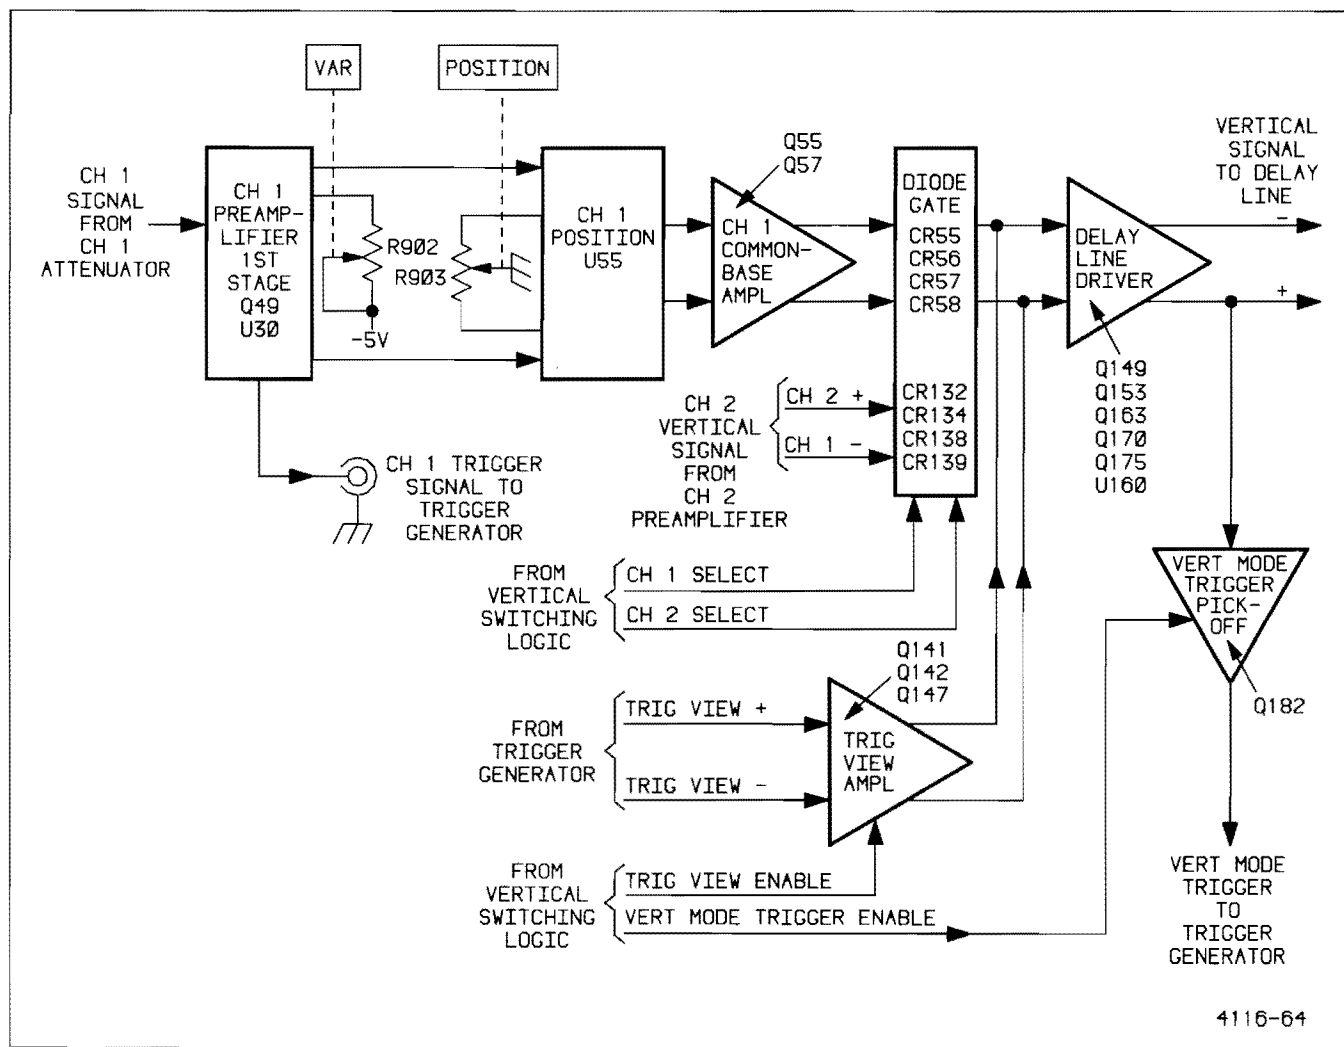 VAR
POSITION
CH 1
SIGNAL
FROM
CH 1
ATTENUATOR
CH 1
PREAMP-
LIFIER
1ST
STAGE
Q49
U30
R902
-5V
R903
CH 1
POSITION
U55
Q55
Q57
CH 1
COMMON-
BASE
AMPL
DIODE
GATE
CR55
CR56
CR57
CR58
CR132
CR134
CR138
CR139
DELAY
LINE
DRIVER
VERTICAL
SIGNAL
TO DELAY
LINE
-
+
Q149
Q153
Q163
Q170
Q175
U160
CH 1 TRIGGER
SIGNAL TO
TRIGGER
GENERATOR
CH 2
VERTICAL
SIGNAL
FROM
CH 2
PREAMPLIFIER
CH 2 +
CH 1 -
FROM
VERTICAL
SWITCHING
LOGIC
CH 1 SELECT
CH 2 SELECT
VERT MODE
TRIGGER
PICK-
OFF
Q182
Q141
Q142
Q147
FROM
TRIGGER
GENERATOR
TRIG VIEW +
TRIG VIEW -
TRIG
VIEW
AMPL
FROM
VERTICAL
SWITCHING
LOGIC
TRIG VIEW ENABLE
VERT MODE TRIGGER ENABLE
VERT MODE
TRIGGER
TO
TRIGGER
GENERATOR
4116-64